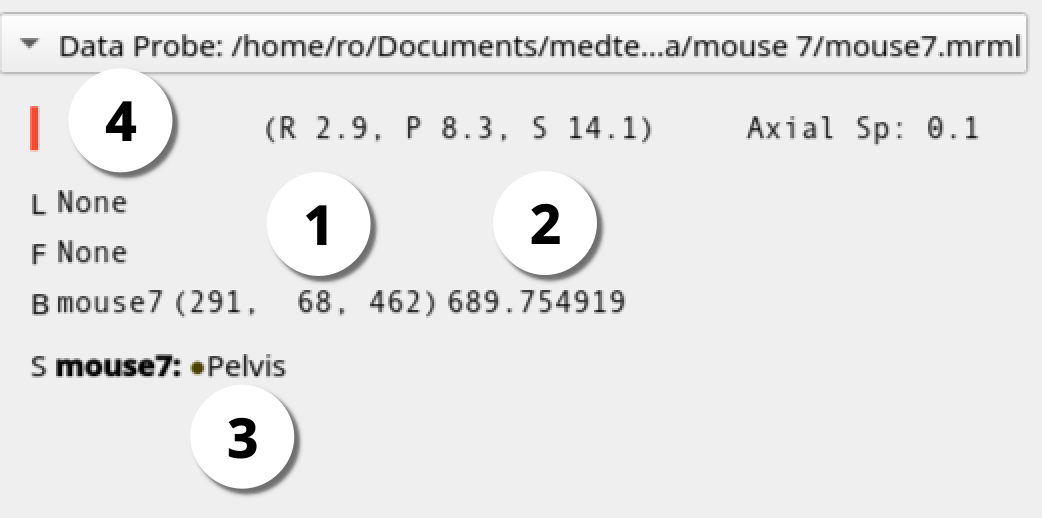 Data Probe: /home/ro/Documents/medte...a/mouse 7/mouse7.mrml
4
(R 2.9, P 8.3, S 14.1) Axial Sp: 0.1
L None
1 2
F None
B mouse7 (291, 68, 462) 689.754919
S mouse7: ●Pelvis
3